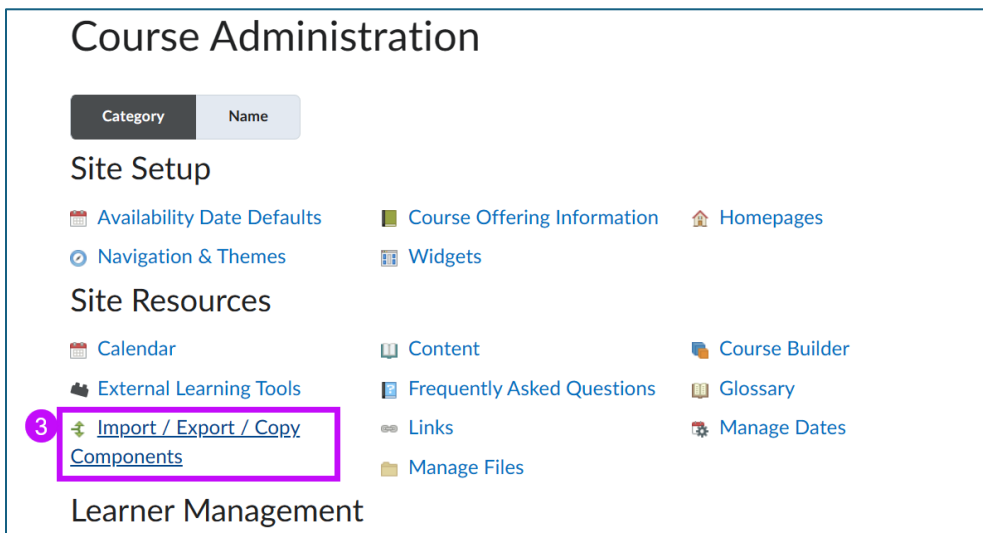 Course Administration
Category Name
Site Setup
Availability Date Defaults Course Offering Information Homepages
Navigation & Themes Widgets
Site Resources
Calendar Content Course Builder
External Learning Tools Frequently Asked Questions Glossary
3 Import / Export / Copy Links Manage Dates
Components
Manage Files
Learner Management